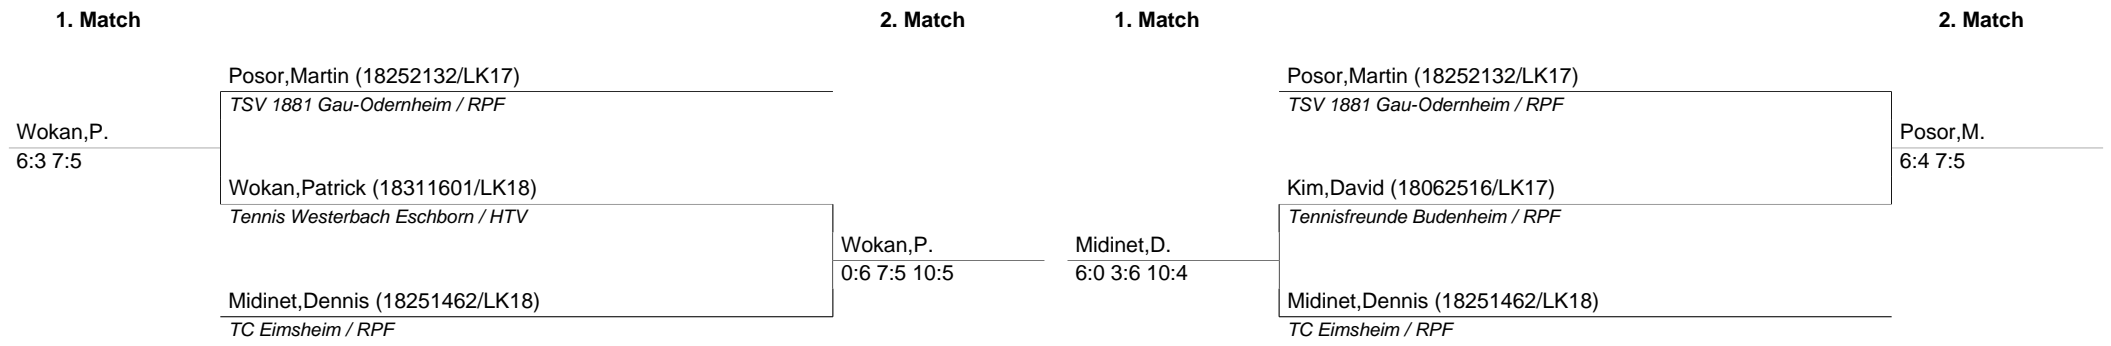 1. Match
2. Match
Posor,Martin (18252132/LK17)
TSV 1881 Gau-Odernheim / RPF
Wokan,P.
6:3 7:5
Wokan,Patrick (18311601/LK18)
Tennis Westerbach Eschborn / HTV
Wokan,P.
0:6 7:5 10:5
Midinet,Dennis (18251462/LK18)
TC Eimsheim / RPF
1. Match
2. Match
Posor,Martin (18252132/LK17)
TSV 1881 Gau-Odernheim / RPF
Posor,M.
6:4 7:5
Kim,David (18062516/LK17)
Tennisfreunde Budenheim / RPF
Midinet,D.
6:0 3:6 10:4
Midinet,Dennis (18251462/LK18)
TC Eimsheim / RPF